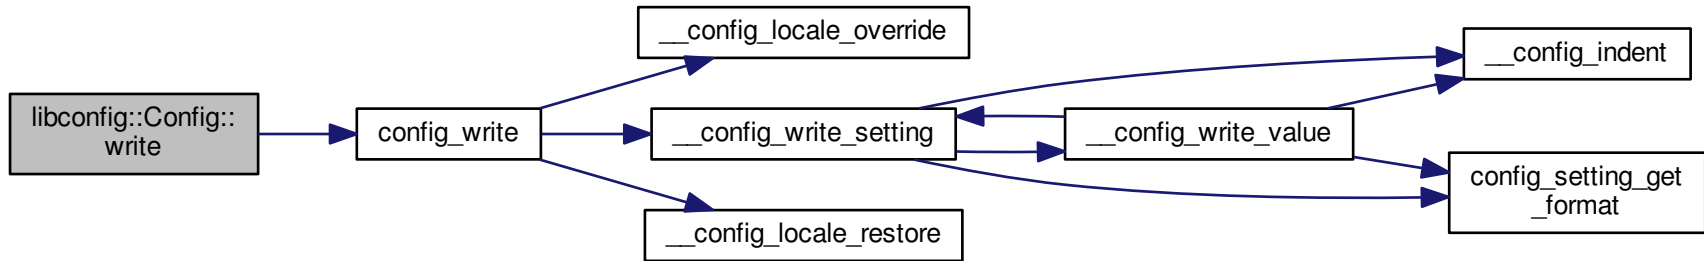 libconfig::Config::
write
config_write
__config_locale_override
__config_write_setting
__config_locale_restore
__config_write_value
__config_indent
config_setting_get
_format